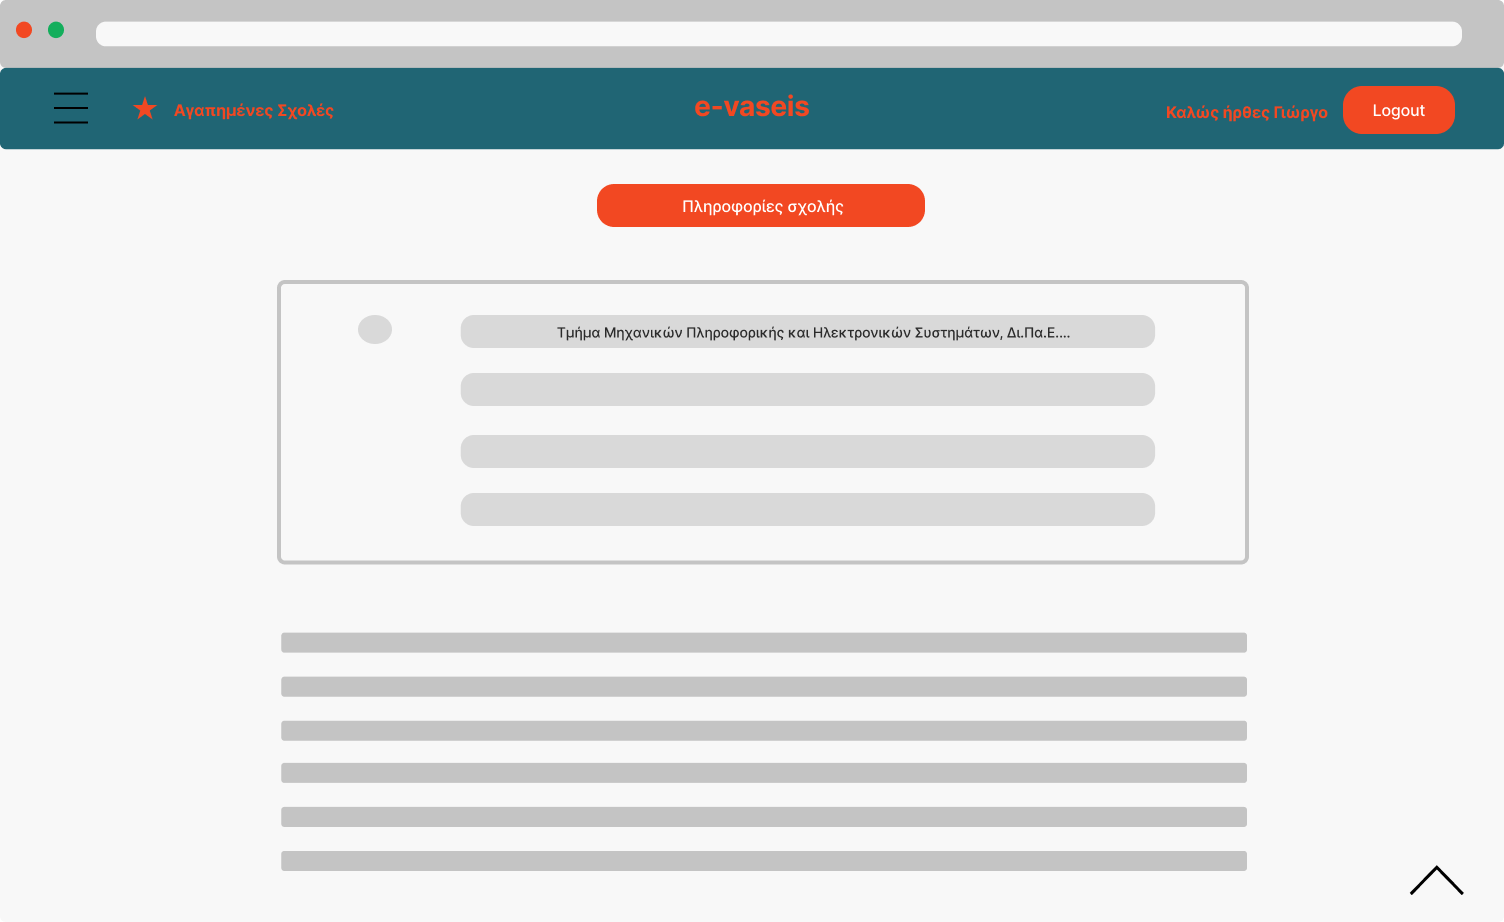 Αγαπημένες Σχολές
e-vaseis
Καλώς ήρθες Γιώργο
Logout
Πληροφορίες σχολής
Τμήμα Μηχανικών Πληροφορικής και Ηλεκτρονικών Συστημάτων, Δι.Πα.Ε....